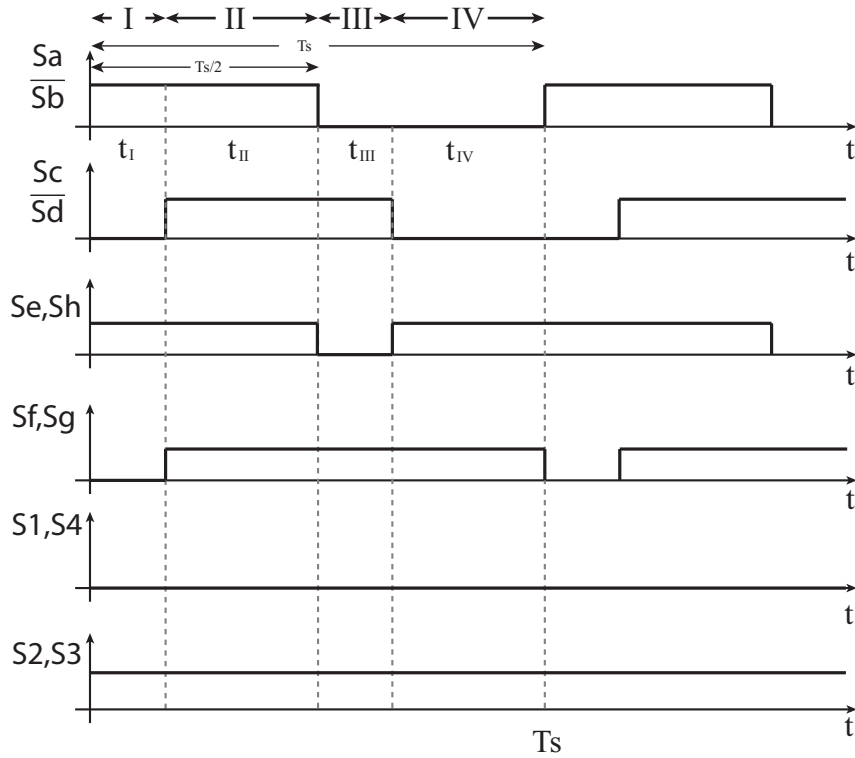 I II III IV
Ts
Ts/2
Sa
Sb
t
tI tII tIII tIV
Sc
Sd
t
Se,Sh
t
Sf,Sg
t
S1,S4
t
S2,S3
t
Ts